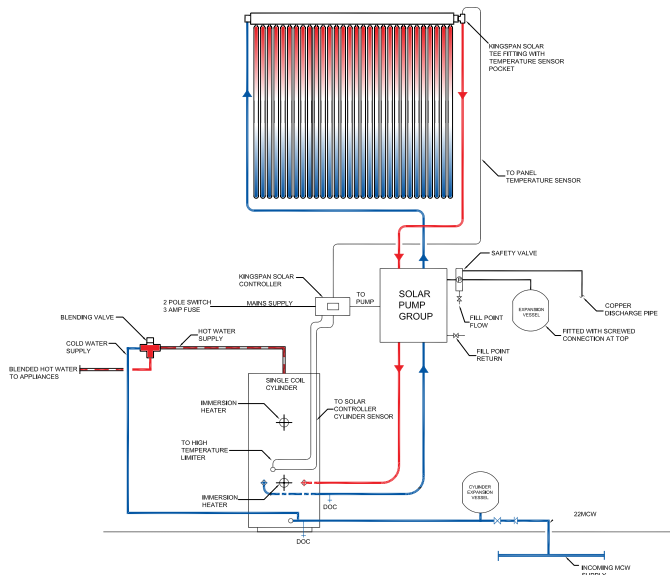 KINGSPAN SOLAR
TEE FITTING WITH
TEMPERATURE SENSOR
POCKET
TO PANEL
TEMPERATURE SENSOR
SAFETY VALVE
KINGSPAN SOLAR
CONTROLLER
TO
PUMP
SOLAR
PUMP
GROUP
2 POLE SWITCH
3 AMP FUSE
MAINS SUPPLY
EXPANSION
VESSEL
COPPER
DISCHARGE PIPE
FILL POINT
FLOW
FITTED WITH SCREWED
CONNECTION AT TOP
BLENDING VALVE
HOT WATER
SUPPLY
COLD WATER
SUPPLY
FILL POINT
RETURN
BLENDED HOT WATER
TO APPLIANCES
SINGLE COIL
CYLINDER
IMMERSION
HEATER
TO SOLAR
CONTROLLER
CYLINDER SENSOR
TO HIGH
TEMPERATURE
LIMITER
IMMERSION
HEATER
DOC
CYLINDER
EXPANSION
VESSEL
22MCW
DOC
INCOMING MCW
SUPPLY